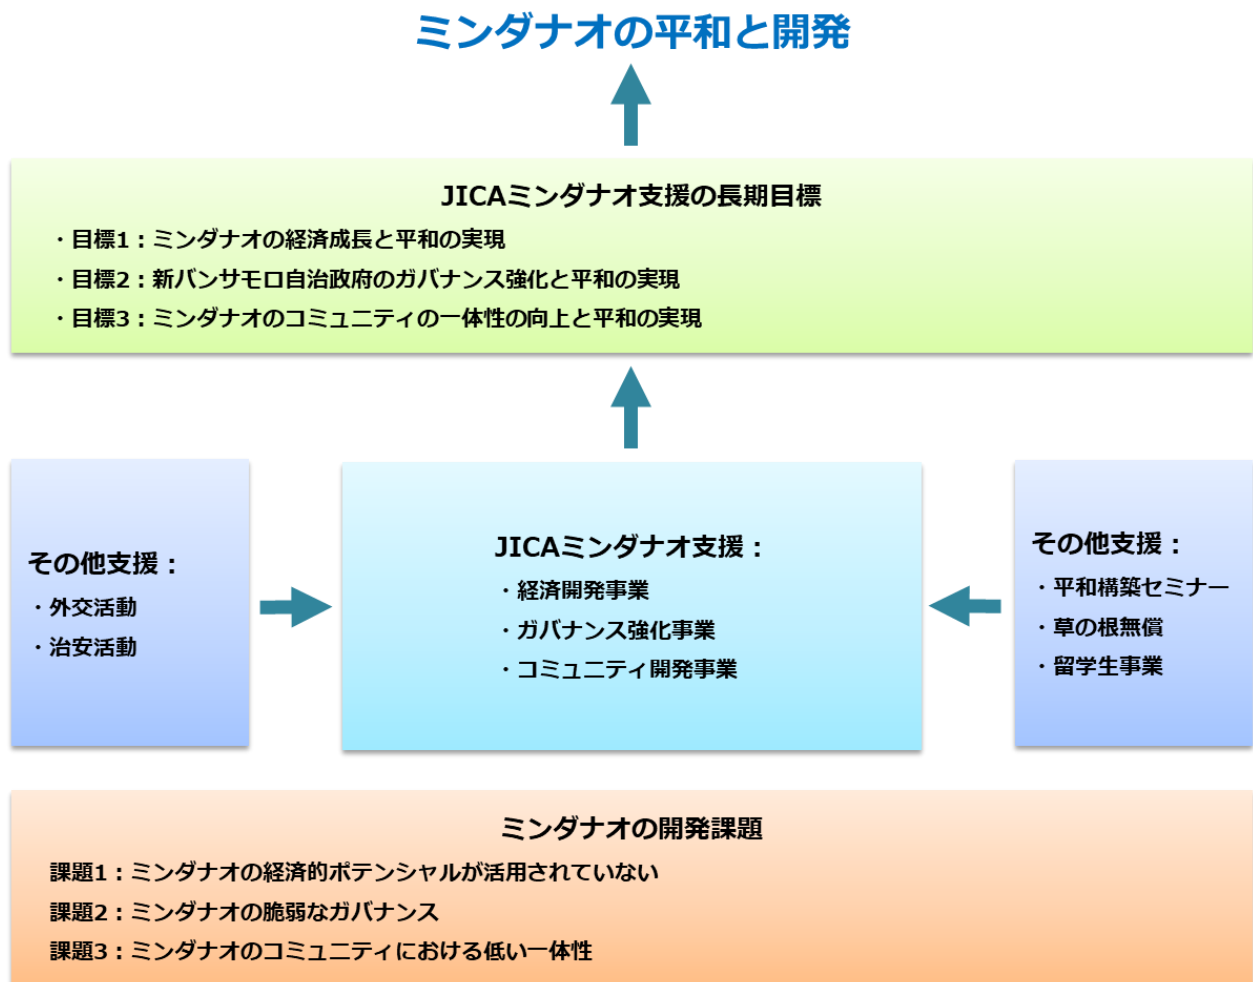 ミンダナオの平和と開発
JICAミンダナオ支援の長期目標
・目標1：ミンダナオの経済成長と平和の実現
・目標2：新バンサモロ自治政府のガバナンス強化と平和の実現
・目標3：ミンダナオのコミュニティの一体性の向上と平和の実現
その他支援：
・外交活動
・治安活動
JICAミンダナオ支援：
・経済開発事業
・ガバナンス強化事業
・コミュニティ開発事業
その他支援：
・平和構築セミナー
・草の根無償
・留学生事業
ミンダナオの開発課題
課題1：ミンダナオの経済的ポテンシャルが活用されていない
課題2：ミンダナオの脆弱なガバナンス
課題3：ミンダナオのコミュニティにおける低い一体性